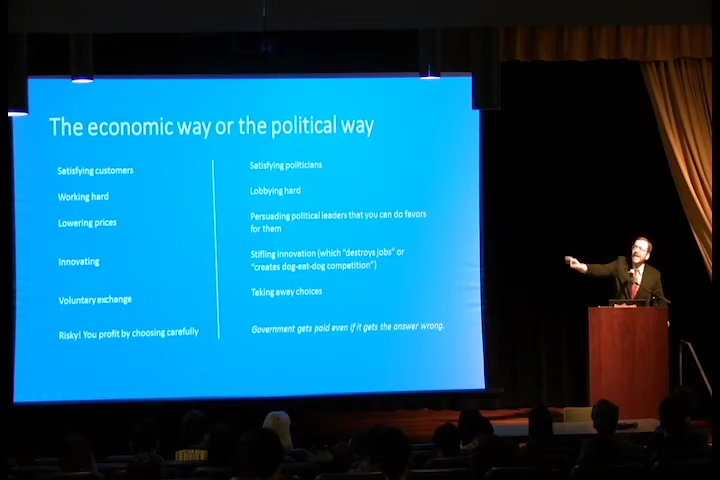 The economic way or the political way
Satisfying customers
Working hard
Lowering prices
Innovating
Voluntary exchange
Risky! You profit by choosing carefully
Satisfying politicians
Lobbying hard
Persuading political leaders that you can do favors
for them
Stifling innovation (which “destroys jobs” or
“creates dog-eat-dog competition”)
Taking away choices
Government gets paid even if it gets the answer wrong.